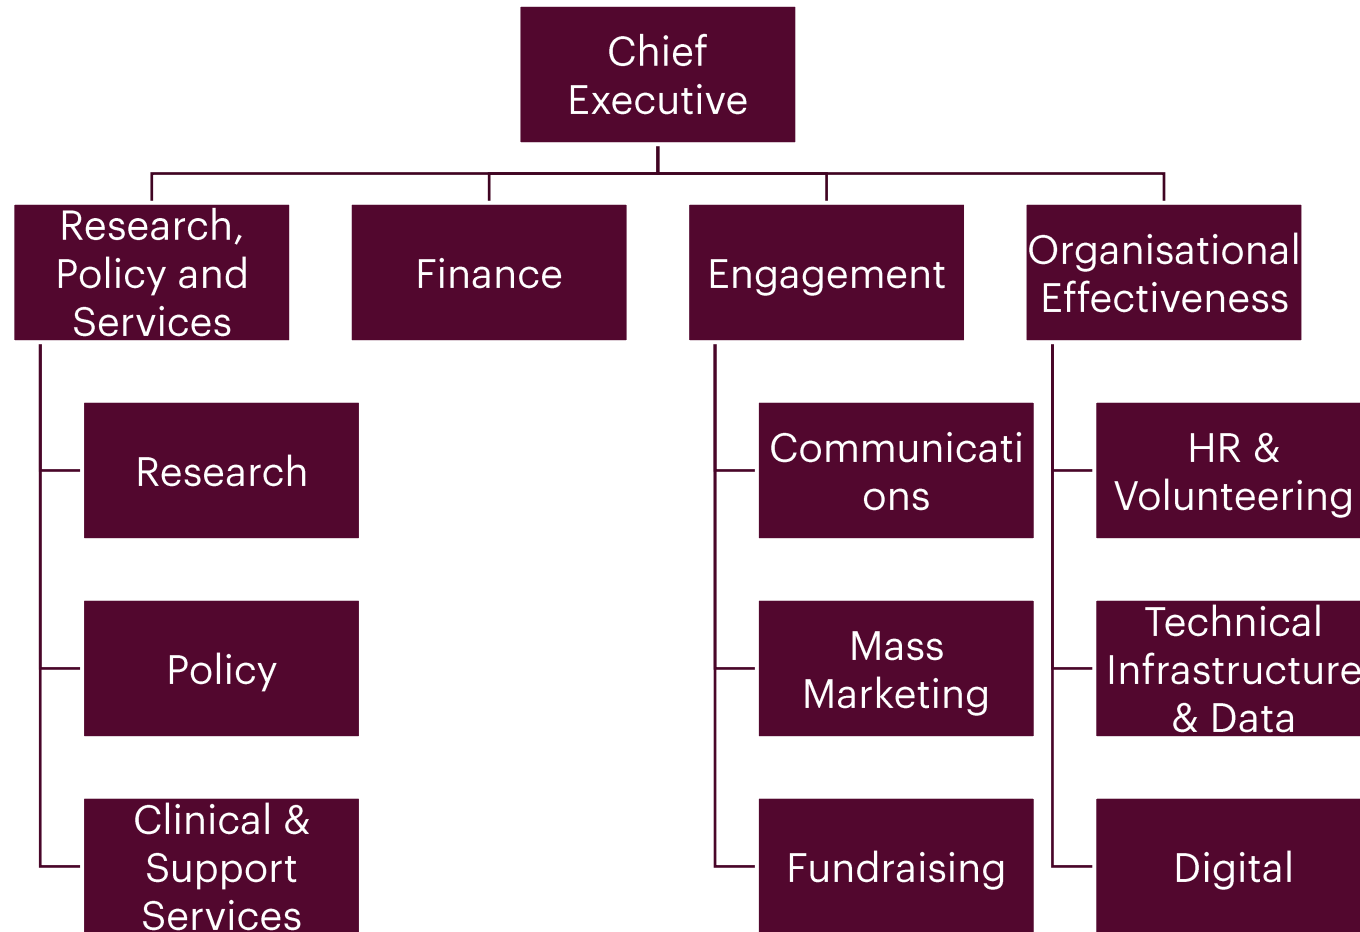 Chief
Executive
Research,
Policy and
Services
Finance
Engagement
Organisational
Effectiveness
Research
Communicati
ons
HR &
Volunteering
Policy
Mass
Marketing
Technical
Infrastructure
& Data
Clinical &
Support
Services
Fundraising
Digital